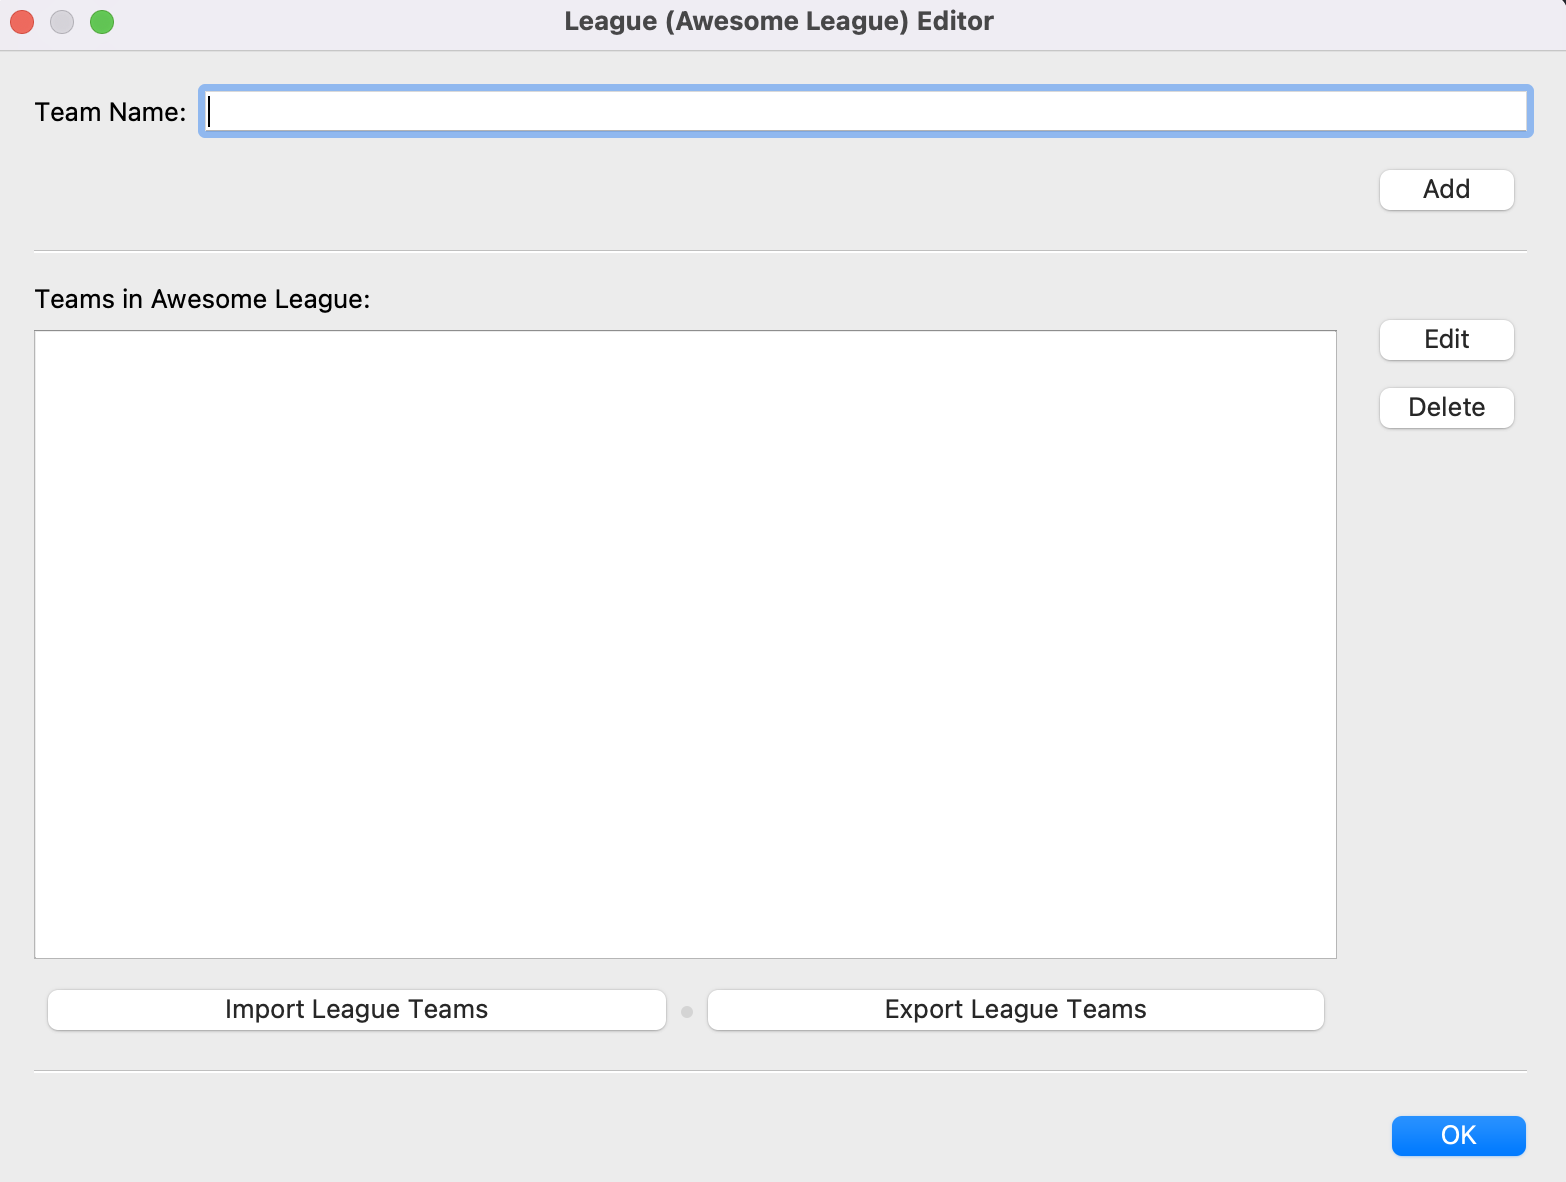 League (Awesome League) Editor
Team Name:
Add
Teams in Awesome League:
Edit
Delete
Import League Teams
Export League Teams
OK